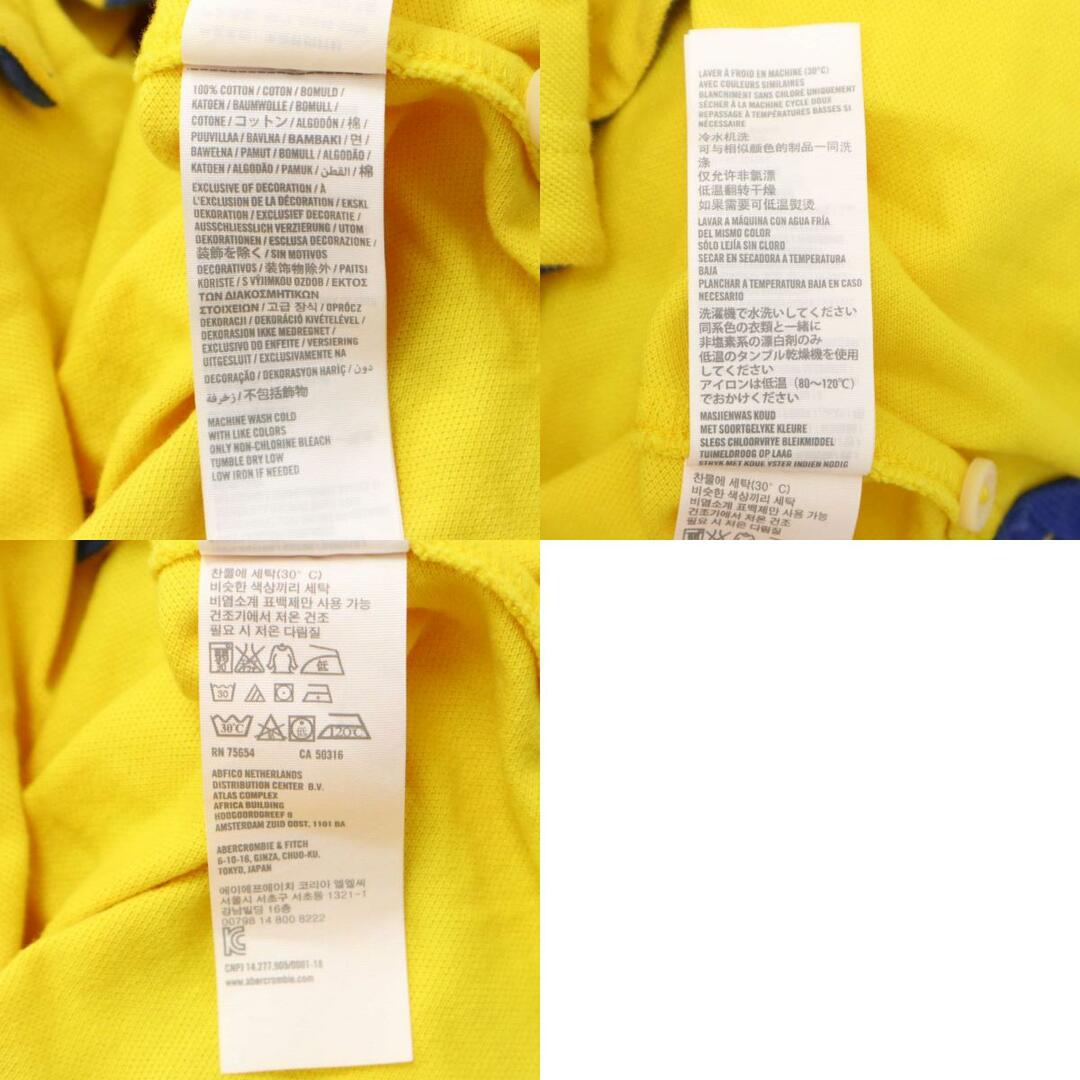 100% COTTON / COTON / BOMULD /
KATOEN / BAUMWOLLE / BOMULL /
COTONE / コットン / ALGODÓN / 棉 /
PUUVILLAA / BAVLNA / BAMBAKI / 면 /
BAWEŁNA / PAMUT / BOMULL / ALGODÃO /
KATOEN / ALGODÃO / PAMUK / القطن / 棉
EXCLUSIVE OF DECORATION / À
L'EXCLUSION DE LA DÉCORATION / EKSKL
DEKORATION / EXCLUSIEF DECORATIE /
AUSSCHLIESSLICH VERZIERUNG / UTOM
DEKORATIONEN / ESCLUSA DECORAZIONE /
装飾を除く / SIN MOTIVOS
DECORATIVOS / 装饰物除外 / PAITSI
KORISTE / S VÝJIMKOU OZDOB / ΕΚΤΟΣ
ΤΩΝ ΔΙΑΚΟΣΜΗΤΙΚΩΝ
ΣΤΟΙΧΕΙΩΝ / 고급 장식 / OPRÓCZ
DEKORACJI / DEKORÁCIÓ KIVÉTELÉVEL /
DEKORASJON IKKE MEDREGNET /
EXCLUSIVO DO ENFEITE / VERSIERING
UITGESLUIT / EXCLUSIVAMENTE NA
DECORAÇÃO / DEKORASYON HARİÇ / دون
زخرفة / 不包括飾物
MACHINE WASH COLD
WITH LIKE COLORS
ONLY NON-CHLORINE BLEACH
TUMBLE DRY LOW
LOW IRON IF NEEDED
LAVER À FROID EN MACHINE (30°C)
AVEC COULEURS SIMILAIRES
BLANCHIMENT SANS CHLORE UNIQUEMENT
SÉCHER À LA MACHINE CYCLE DOUX
REPASSAGE À TEMPÉRATURES BASSES SI
NÉCESSAIRE
冷水机洗
可与相似颜色的制品一同洗
涤
仅允许非氯漂
低温翻转干燥
如果需要可低温熨烫
LAVAR A MÁQUINA CON AGUA FRÍA
DEL MISMO COLOR
SÓLO LEJÍA SIN CLORO
SECAR EN SECADORA A TEMPERATURA
BAJA
PLANCHAR A TEMPERATURA BAJA EN CASO
NECESARIO
洗濯機で水洗いしてください
同系色の衣類と一緒に
非塩素系の漂白剤のみ
低温のタンブル乾燥機を使用
してください
アイロンは低温（80～120℃）
でおかけください
MASJIENWAS KOUD
MET SOORTGELYKE KLEURE
SLEGS CHLOORVRYE BLEIKMIDDEL
TUIMELDROOG OP LAAG
STRYK MET KOUE YSTER INDIEN NODIG
찬물에 세탁(30° C)
비슷한 색상끼리 세탁
비염소계 표백제만 사용 가능
건조기에서 저온 건조
필요 시 저온 다림질
찬물에 세탁(30° C)
비슷한 색상끼리 세탁
비염소계 표백제만 사용 가능
건조기에서 저온 건조
필요 시 저온 다림질
低
30
30℃ 低 120℃
RN 75654 CA 50316
ADFICO NETHERLANDS
DISTRIBUTION CENTER B.V.
ATLAS COMPLEX
AFRICA BUILDING
HOOGOORDDREEF 9
AMSTERDAM ZUID OOST, 1101 BA
ABERCROMBIE & FITCH
6-10-16, GINZA, CHUO-KU.
TOKYO, JAPAN
에이에프에이치 코리아 엘엘씨
서울시 서초구 서초동 1321-1
강남빌딩 16층
00798 14 800 8222
CNPJ 14.277.909/0001-18
www.abercrombie.com